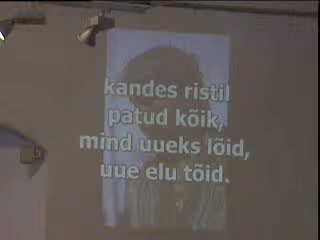 kandes ristil
patud kõik,
mind uueks lõid,
uue elu tõid.